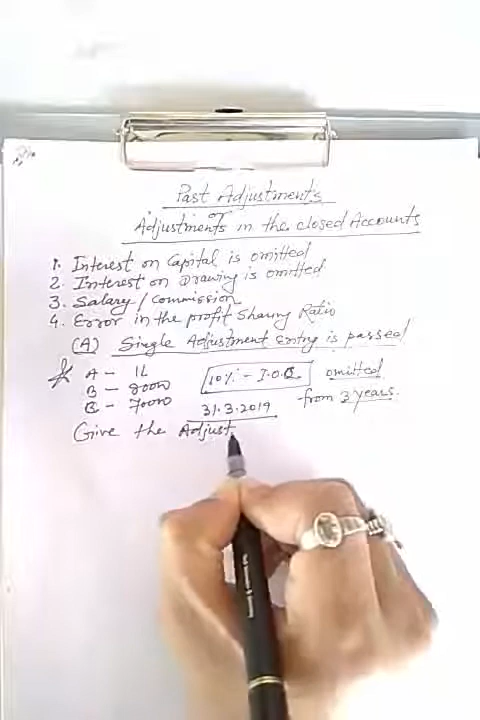 Past Adjustments
or
Adjustments in the closed Accounts
1. Interest on Capital is omitted
2. Interest on Drawing is omitted
3. Salary / Commission
4. Error in the profit Sharing Ratio
(A) Single Adjustment entry is passed
A - 1L 10% - I.O.C. omitted
B -
C - from 3 years.
31.3.2019
Give the Adjust